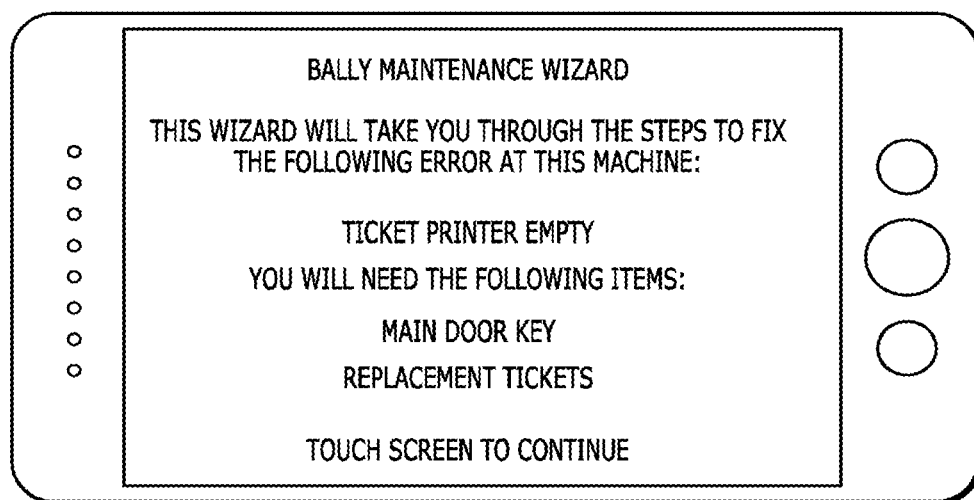 BALLY MAINTENANCE WIZARD
THIS WIZARD WILL TAKE YOU THROUGH THE STEPS TO FIX
THE FOLLOWING ERROR AT THIS MACHINE:
TICKET PRINTER EMPTY
YOU WILL NEED THE FOLLOWING ITEMS:
MAIN DOOR KEY
REPLACEMENT TICKETS
TOUCH SCREEN TO CONTINUE